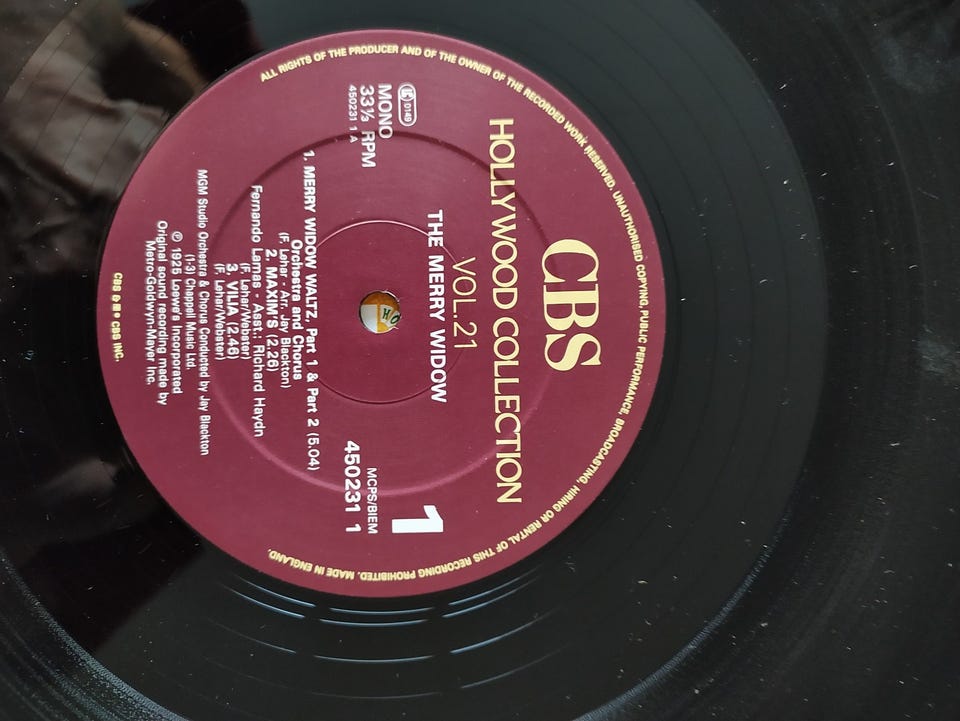 ALL RIGHTS OF THE PRODUCER AND OF THE OWNER OF THE RECORDED WORK RESERVED. UNAUTHORISED COPYING, PUBLIC PERFORMANCE, BROADCASTING, HIRING OR RENTAL OF THIS RECORDING PROHIBITED. MADE IN ENGLAND.
CBS
HOLLYWOOD COLLECTION
VOL. 21
THE MERRY WIDOW
LC 0149
MONO
33⅓ RPM
450231 1 A
1
MCPS/BIEM
450231 1
1. MERRY WIDOW WALTZ, Part 1 & Part 2 (5.04)
Orchestra and Chorus
(F. Lehar - Arr. Jay Blackton)
2. MAXIM'S (2.26)
Fernando Lamas - Asst.: Richard Haydn
(F. Lehar/Webster)
3. VILIA (2.46)
(F. Lehar/Webster)
MGM Studio Orchestra & Chorus Conducted by Jay Blackton
(1-3) Chappell Music Ltd.
℗ 1925 Loewe's Incorporated
Original sound recording made by
Metro-Goldwyn-Mayer Inc.
CBS INC.